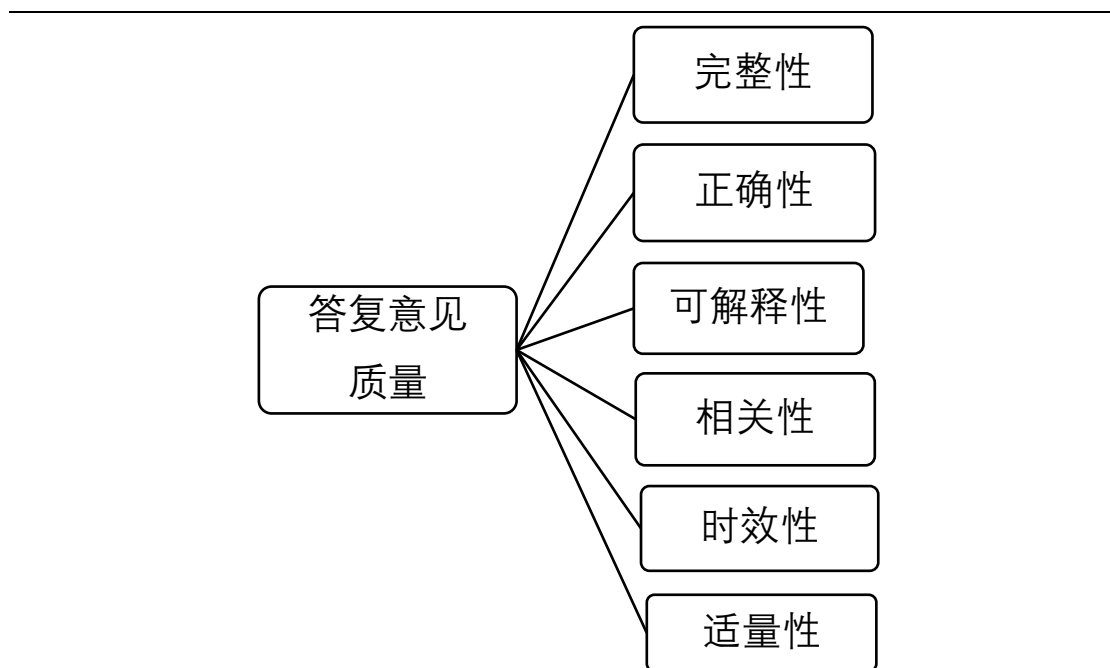 完整性
正确性
可解释性
答复意见
质量
相关性
时效性
适量性